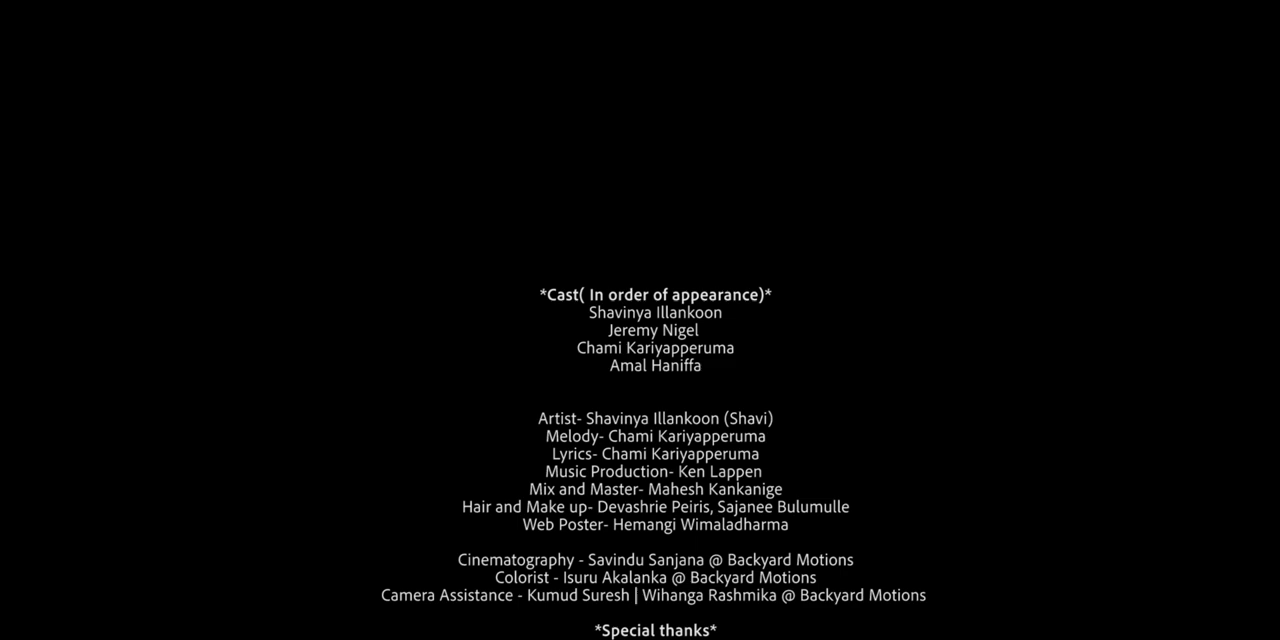 *Cast( In order of appearance)*
Shavinya Illankoon
Jeremy Nigel
Chami Kariyapperuma
Amal Haniffa
Artist- Shavinya Illankoon (Shavi)
Melody- Chami Kariyapperuma
Lyrics- Chami Kariyapperuma
Music Production- Ken Lappen
Mix and Master- Mahesh Kankanige
Hair and Make up- Devashrie Peiris, Sajanee Bulumulle
Web Poster- Hemangi Wimaladharma
Cinematography - Savindu Sanjana @ Backyard Motions
Colorist - Isuru Akalanka @ Backyard Motions
Camera Assistance - Kumud Suresh | Wihanga Rashmika @ Backyard Motions
*Special thanks*